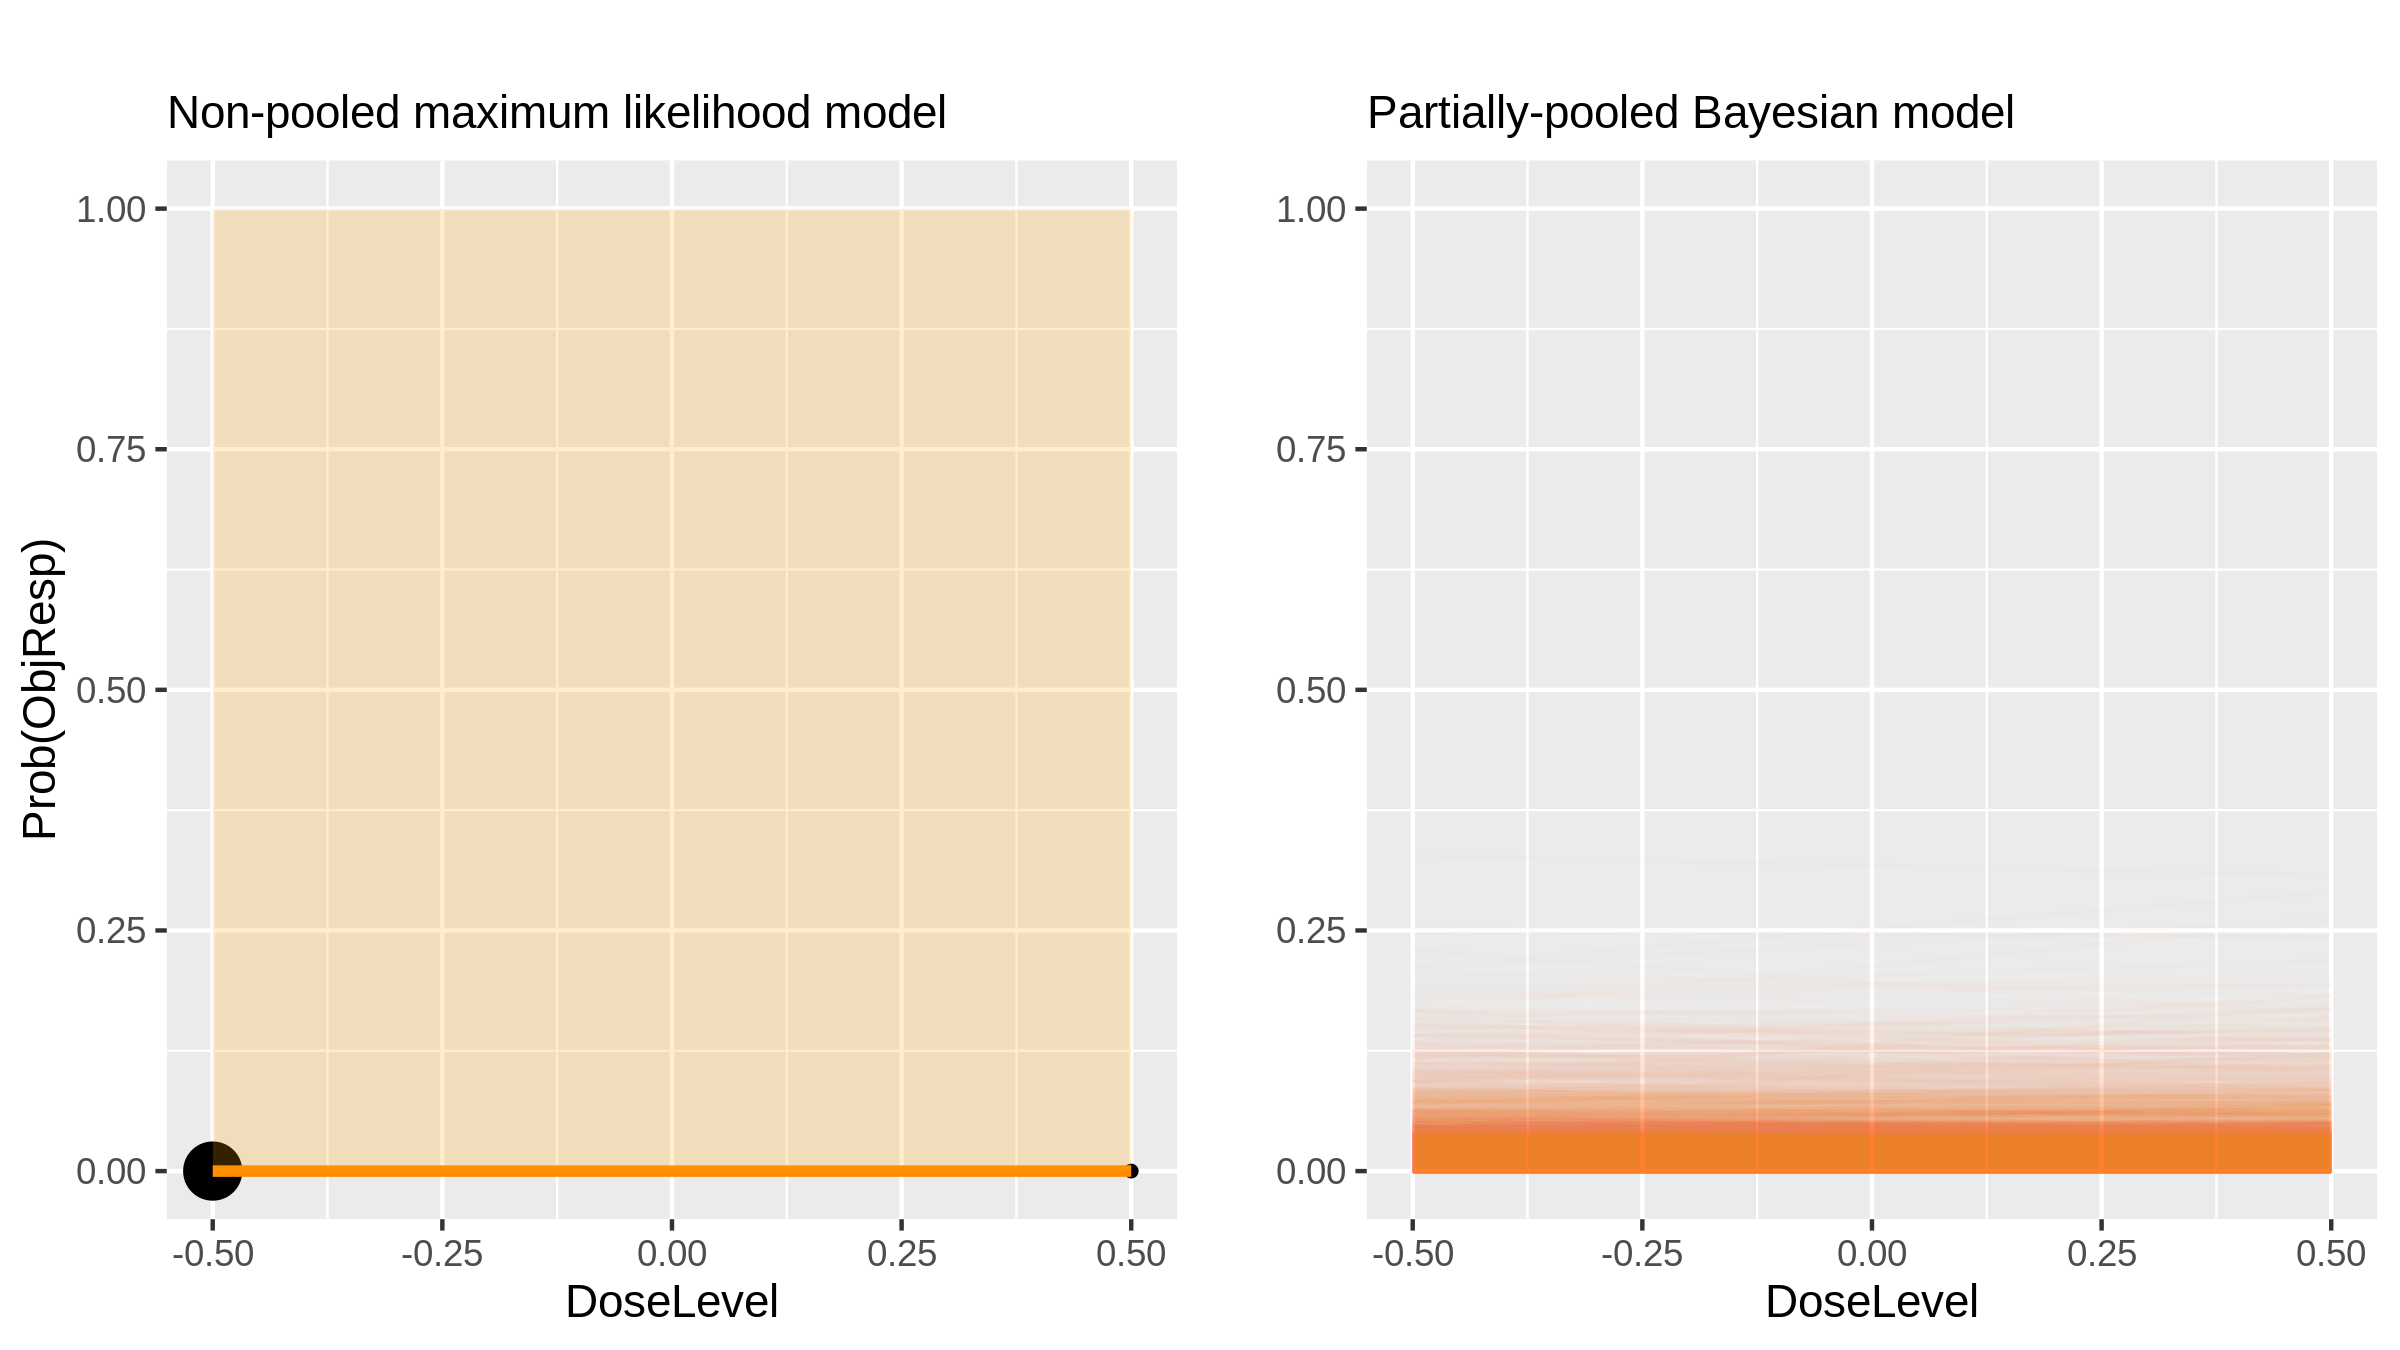 Non-pooled maximum likelihood model
Prob(ObjResp)
1.00
0.75
0.50
0.25
0.00
-0.50 -0.25 0.00 0.25 0.50
DoseLevel
Partially-pooled Bayesian model
1.00
0.75
0.50
0.25
0.00
-0.50 -0.25 0.00 0.25 0.50
DoseLevel